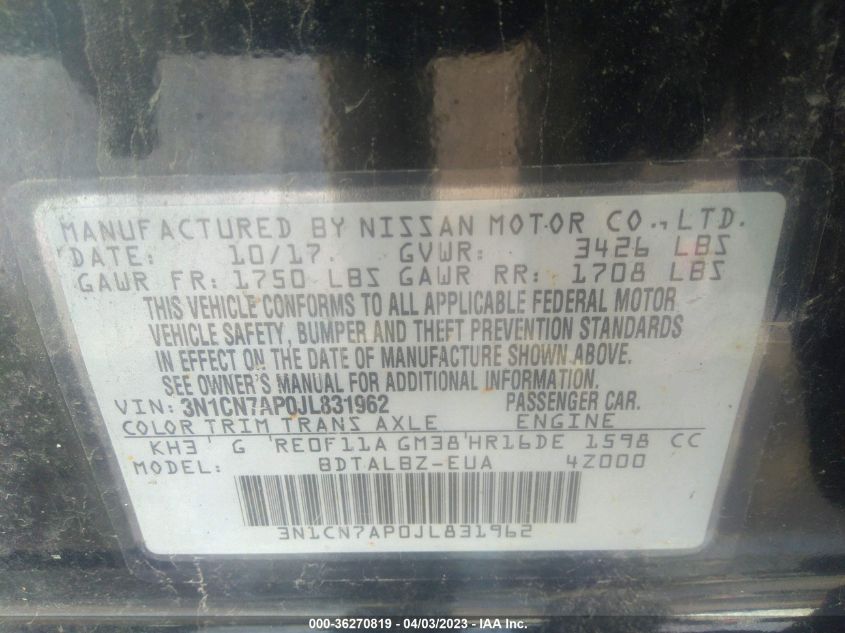 MANUFACTURED BY NISSAN MOTOR CO., LTD.
DATE: 10/17 GVWR: 3426 LBS
GAWR FR: 1750 LBS GAWR RR: 1708 LBS
THIS VEHICLE CONFORMS TO ALL APPLICABLE FEDERAL MOTOR
VEHICLE SAFETY, BUMPER AND THEFT PREVENTION STANDARDS
IN EFFECT ON THE DATE OF MANUFACTURE SHOWN ABOVE.
SEE OWNER'S MANUAL FOR ADDITIONAL INFORMATION.
VIN: 3N1CN7AP0JL831962 PASSENGER CAR.
COLOR TRIM TRANS AXLE ENGINE
KH3 G RE0F11A GM38 HR16DE 1598 CC
MODEL: BDTALBZ-EUA 4Z000
3N1CN7AP0JL831962
000-36270819 - 04/03/2023 - IAA Inc.